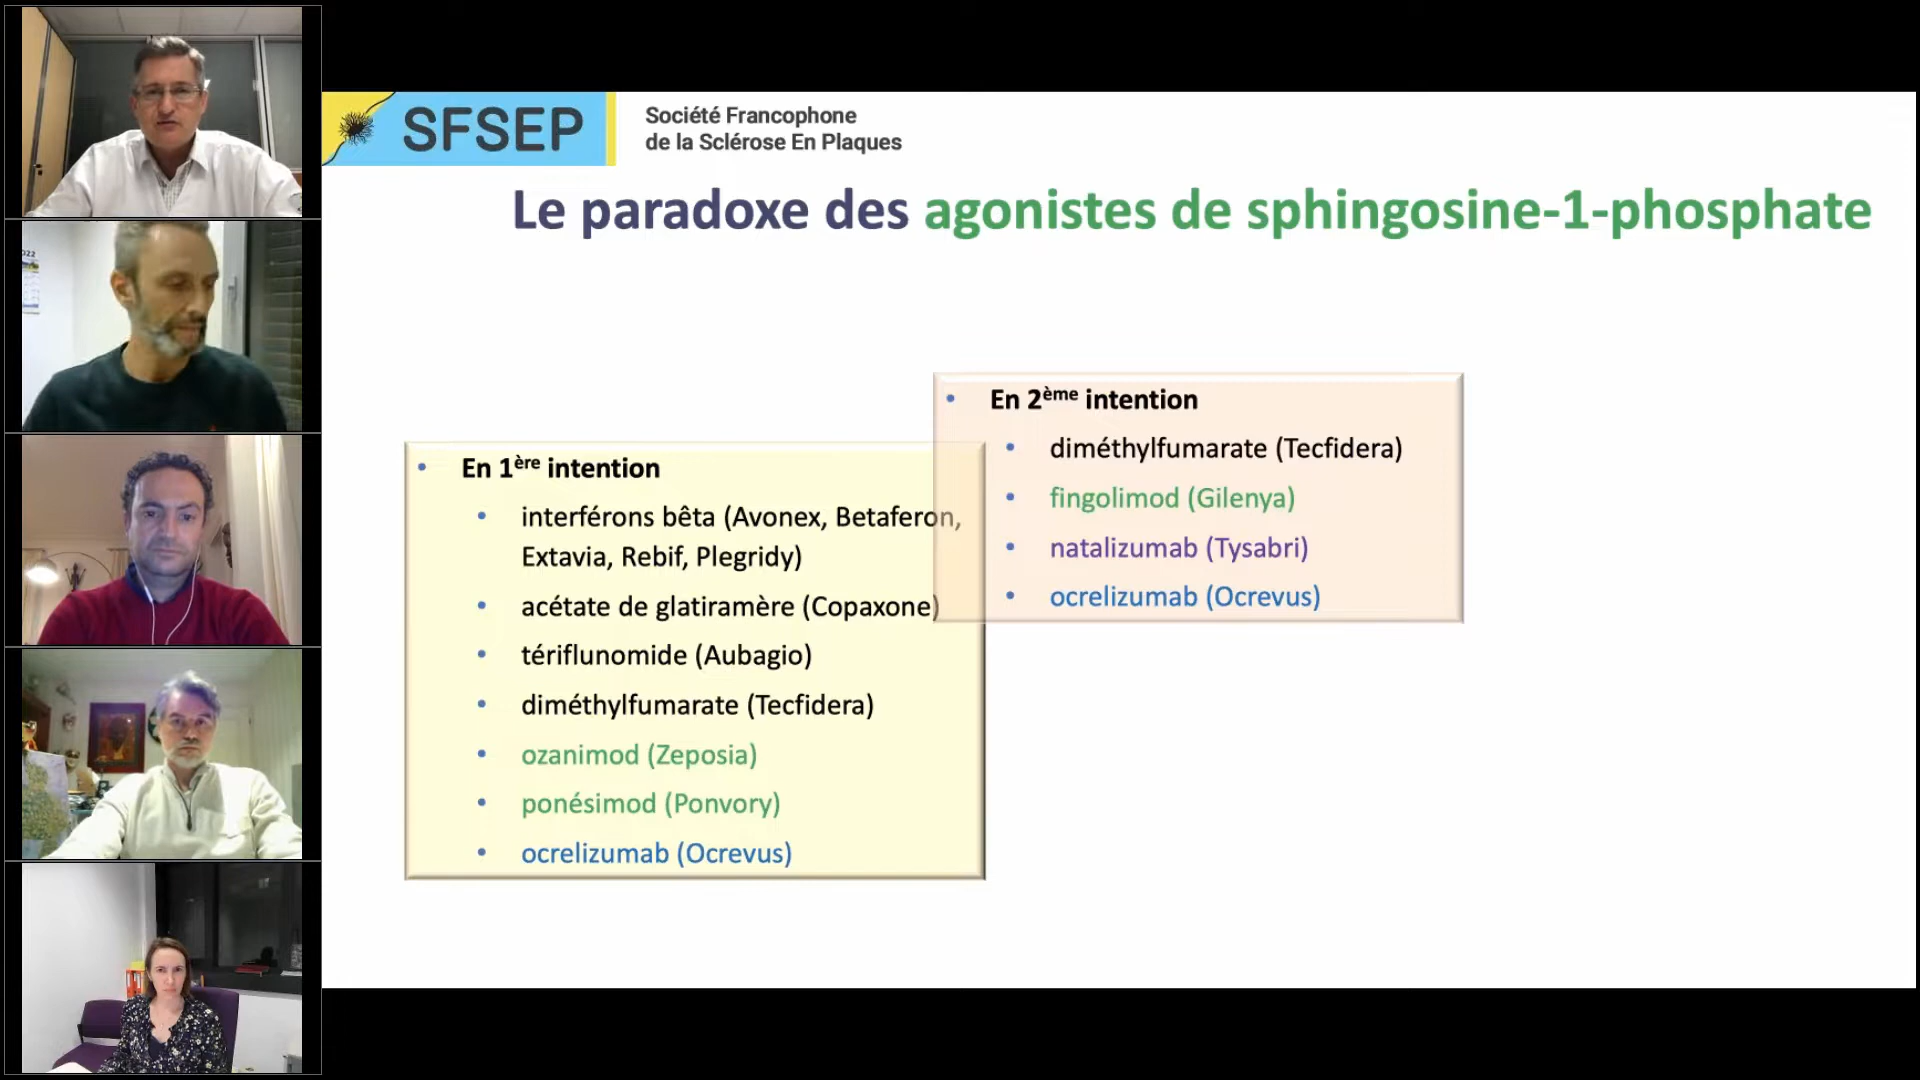 SFSEP
Société Francophone
de la Sclérose En Plaques
Le paradoxe des agonistes de sphingosine-1-phosphate
• En 1ère intention
• interférons bêta (Avonex, Betaferon,
Extavia, Rebif, Plegridy)
• acétate de glatiramère (Copaxone)
• tériflunomide (Aubagio)
• diméthylfumarate (Tecfidera)
• ozanimod (Zeposia)
• ponésimod (Ponvory)
• ocrelizumab (Ocrevus)
• En 2ème intention
• diméthylfumarate (Tecfidera)
• fingolimod (Gilenya)
• natalizumab (Tysabri)
• ocrelizumab (Ocrevus)